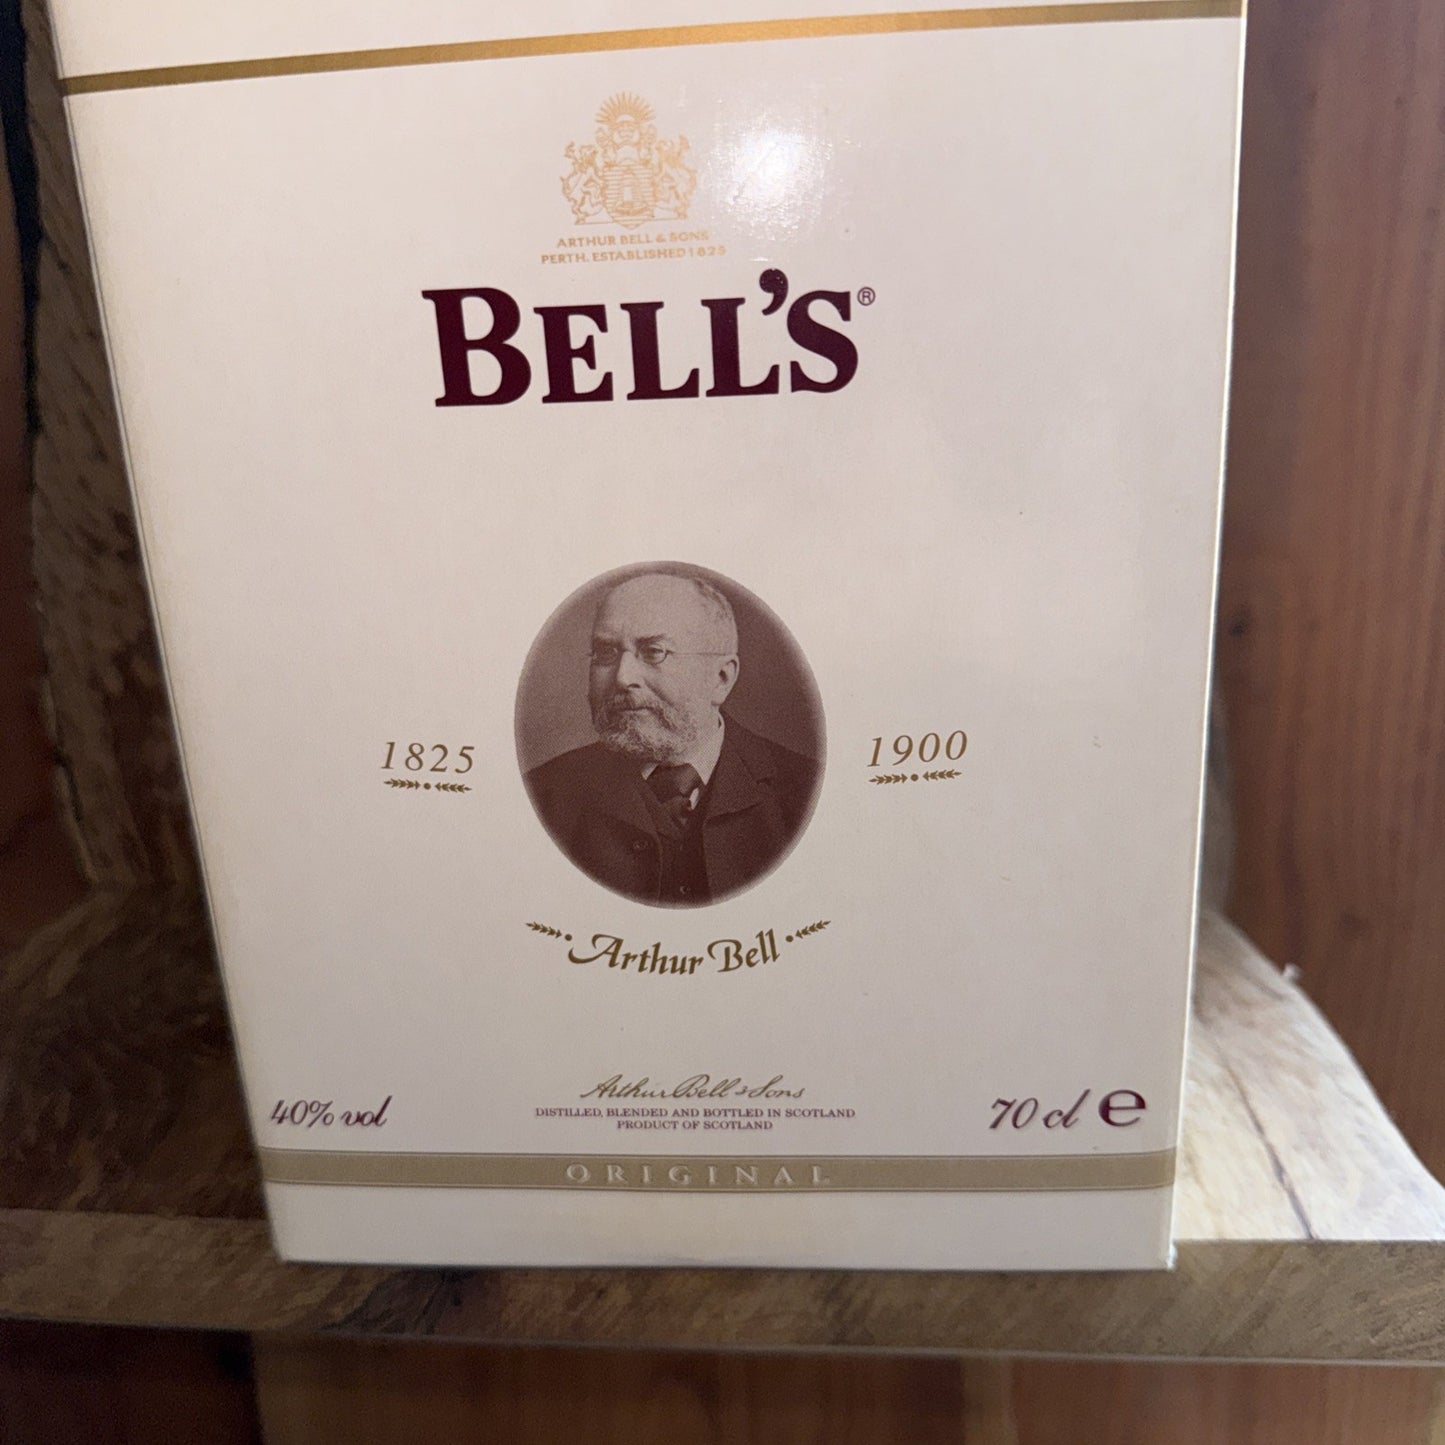 ARTHUR BELL & SONS
PERTH. ESTABLISHED 1825
BELL'S®
1825
1900
Arthur Bell
Arthur Bell & Sons
DISTILLED, BLENDED AND BOTTLED IN SCOTLAND
PRODUCT OF SCOTLAND
40% vol
70 cl e
ORIGINAL